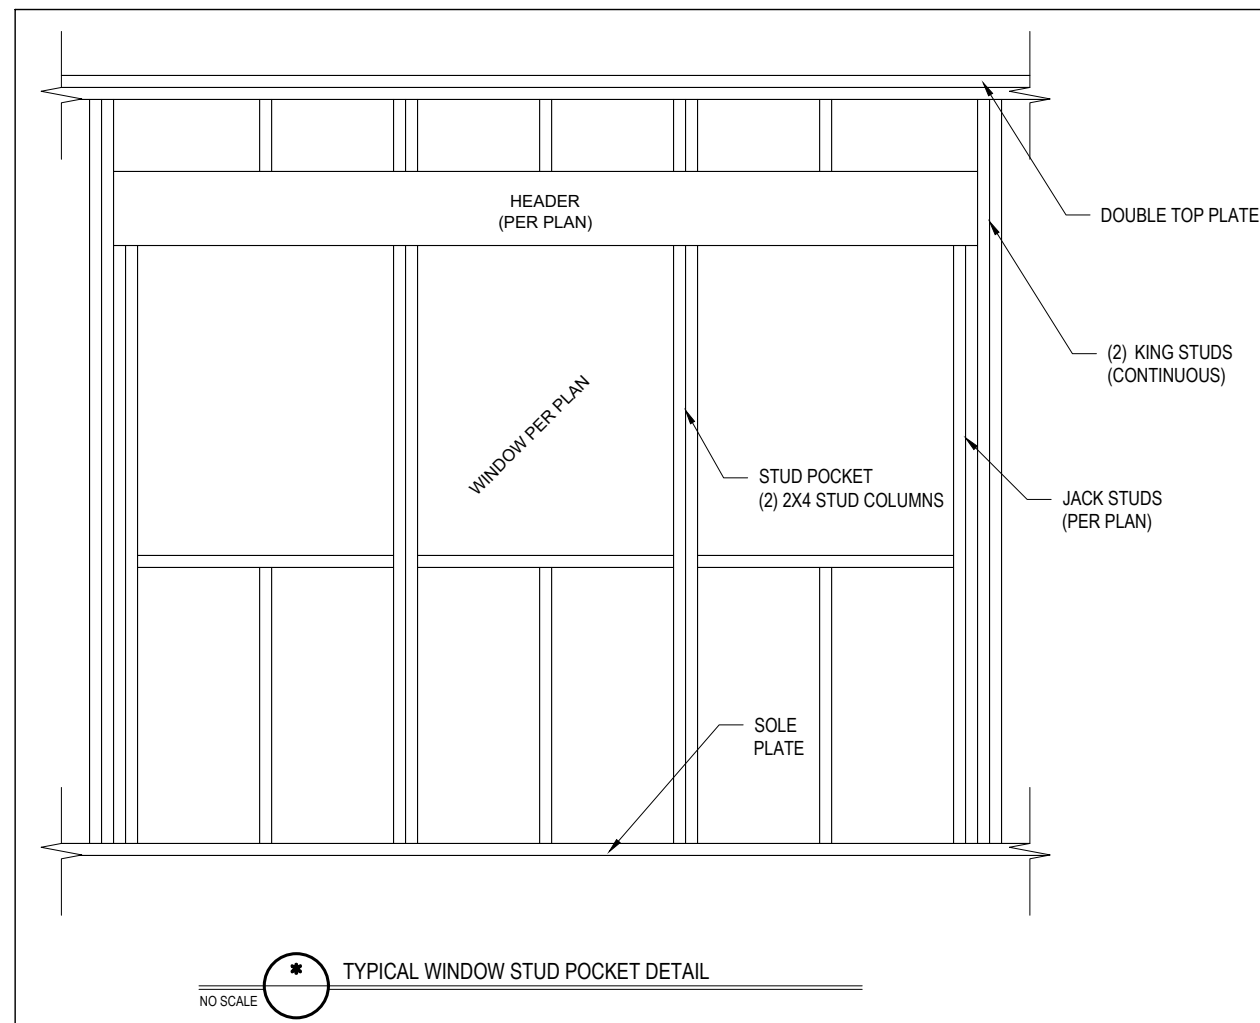 HEADER
(PER PLAN)
DOUBLE TOP PLATE
(2) KING STUDS
(CONTINUOUS)
WINDOW PER PLAN
STUD POCKET
(2) 2X4 STUD COLUMNS
JACK STUDS
(PER PLAN)
SOLE
PLATE
*
TYPICAL WINDOW STUD POCKET DETAIL
NO SCALE